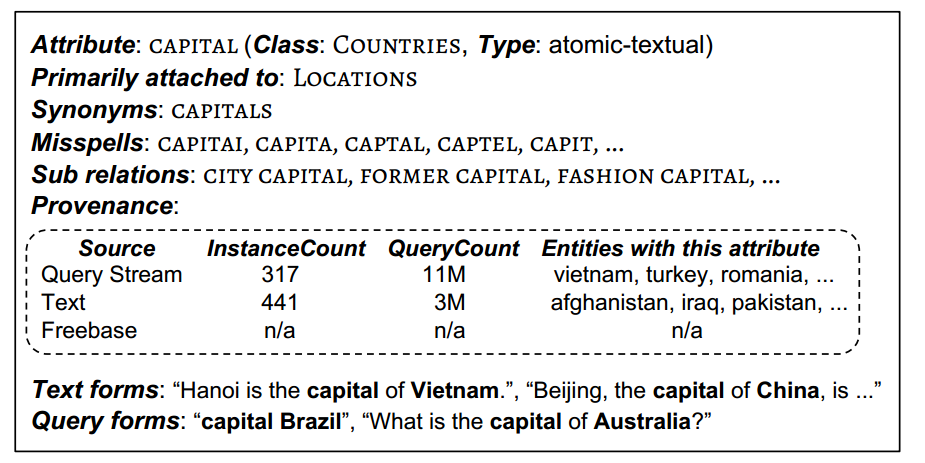 Attribute: CAPITAL (Class: COUNTRIES, Type: atomic-textual)
Primarily attached to: LOCATIONS
Synonyms: CAPITALS
Misspells: CAPITAI, CAPITA, CAPTAL, CAPTEL, CAPIT, ...
Sub relations: CITY CAPITAL, FORMER CAPITAL, FASHION CAPITAL, ...
Provenance:
Source InstanceCount QueryCount Entities with this attribute
Query Stream 317 11M vietnam, turkey, romania, ...
Text 441 3M afghanistan, iraq, pakistan, ...
Freebase n/a n/a n/a
Text forms: “Hanoi is the capital of Vietnam.”, “Beijing, the capital of China, is ...”
Query forms: “capital Brazil”, “What is the capital of Australia?”